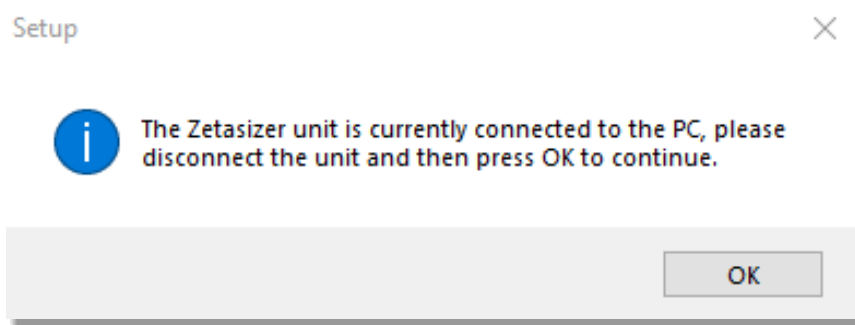 Setup
The Zetasizer unit is currently connected to the PC, please
disconnect the unit and then press OK to continue.
OK